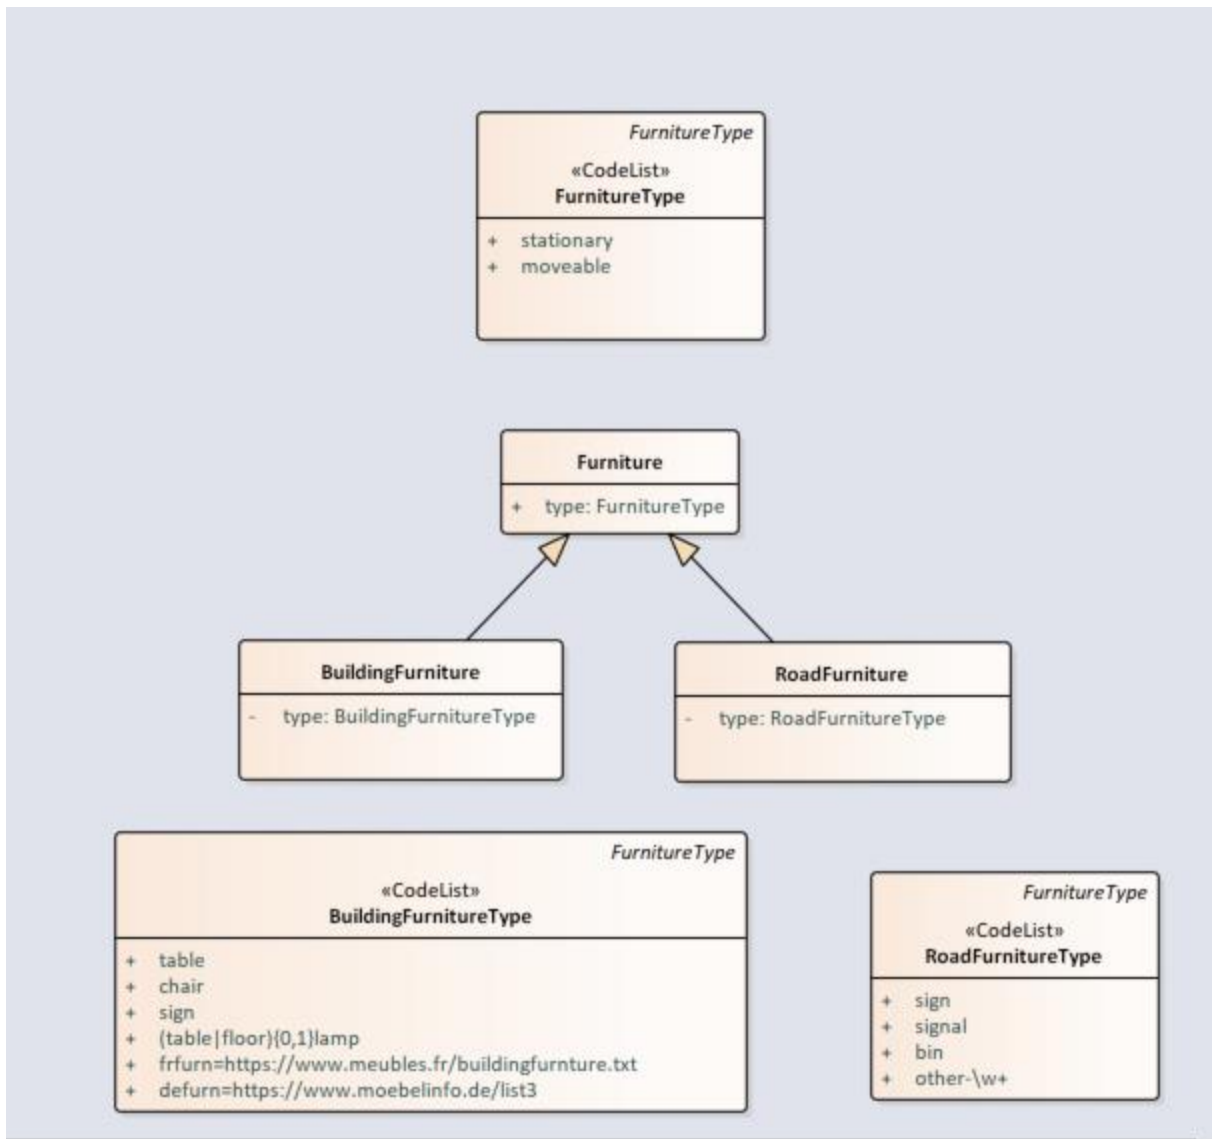 FurnitureType
«CodeList»
FurnitureType
+ stationary
+ moveable
Furniture
+ type: FurnitureType
BuildingFurniture
- type: BuildingFurnitureType
RoadFurniture
- type: RoadFurnitureType
FurnitureType
«CodeList»
BuildingFurnitureType
+ table
+ chair
+ sign
+ (table|floor){0,1}lamp
+ frfurn=https://www.meubles.fr/buildingfurnture.txt
+ defurn=https://www.moebelinfo.de/list3
FurnitureType
«CodeList»
RoadFurnitureType
+ sign
+ signal
+ bin
+ other-\w+